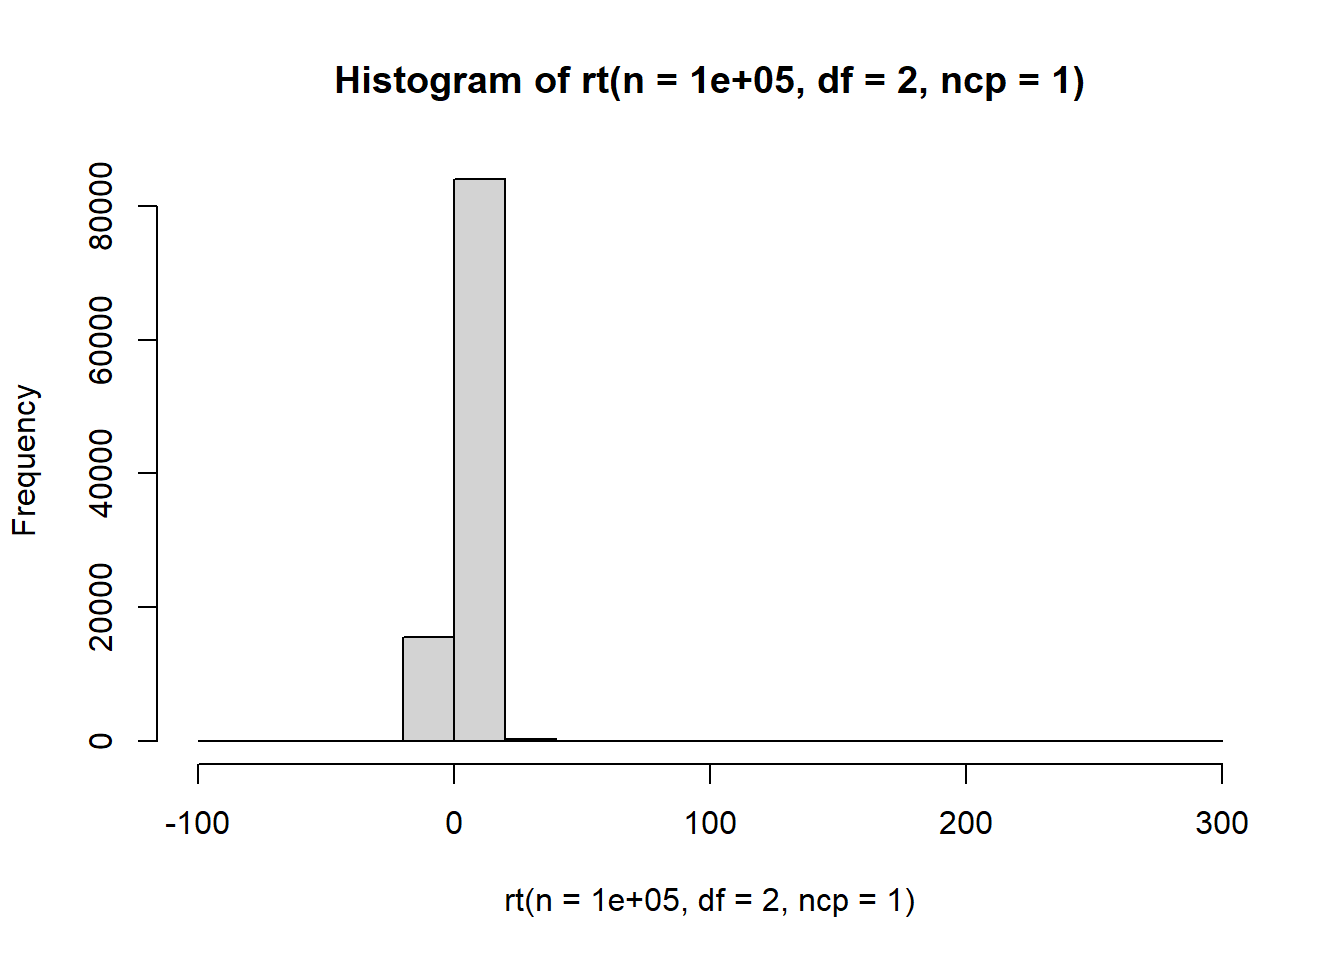 Histogram of rt(n = 1e+05, df = 2, ncp = 1)
Frequency
80000
60000
40000
20000
0
-100 0 100 200 300
rt(n = 1e+05, df = 2, ncp = 1)